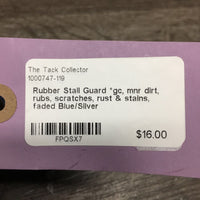 The Tack Collector
1000747-119
Rubber Stall Guard *gc, mnr dirt,
rubs, scratches, rust & stains,
faded Blue/Silver
$16.00
FPQSX7